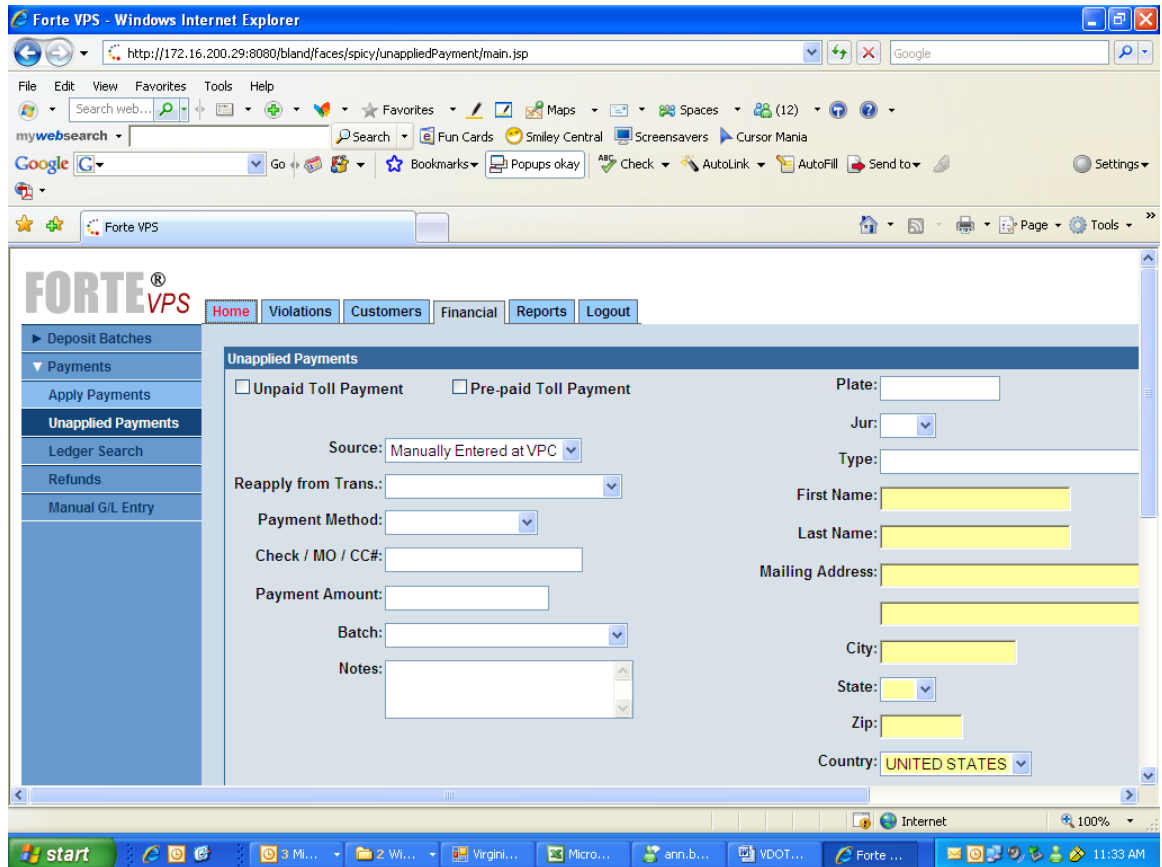 Forte VPS - Windows Internet Explorer
http://172.16.200.29:8080/bland/faces/spicy/unappliedPayment/main.jsp
Google
File Edit View Favorites Tools Help
Search web... Favorites Maps Spaces (12)
mywebsearch Search Fun Cards Smiley Central Screensavers Cursor Mania
Google G Go Bookmarks Popups okay ABC Check AutoLink AutoFill Send to Settings
Forte VPS Page Tools »
FORTE® VPS
Home Violations Customers Financial Reports Logout
Deposit Batches
Payments
Apply Payments
Unapplied Payments
Ledger Search
Refunds
Manual G/L Entry
Unapplied Payments
Unpaid Toll Payment Pre-paid Toll Payment
Source: Manually Entered at VPC
Reapply from Trans.:
Payment Method:
Check / MO / CC#:
Payment Amount:
Batch:
Notes:
Plate:
Jur:
Type:
First Name:
Last Name:
Mailing Address:
City:
State:
Zip:
Country: UNITED STATES
Internet 100%
start 3 Mi... 2 Wi... Virgini... Micro... ann.b... VDOT... Forte ... 11:33 AM